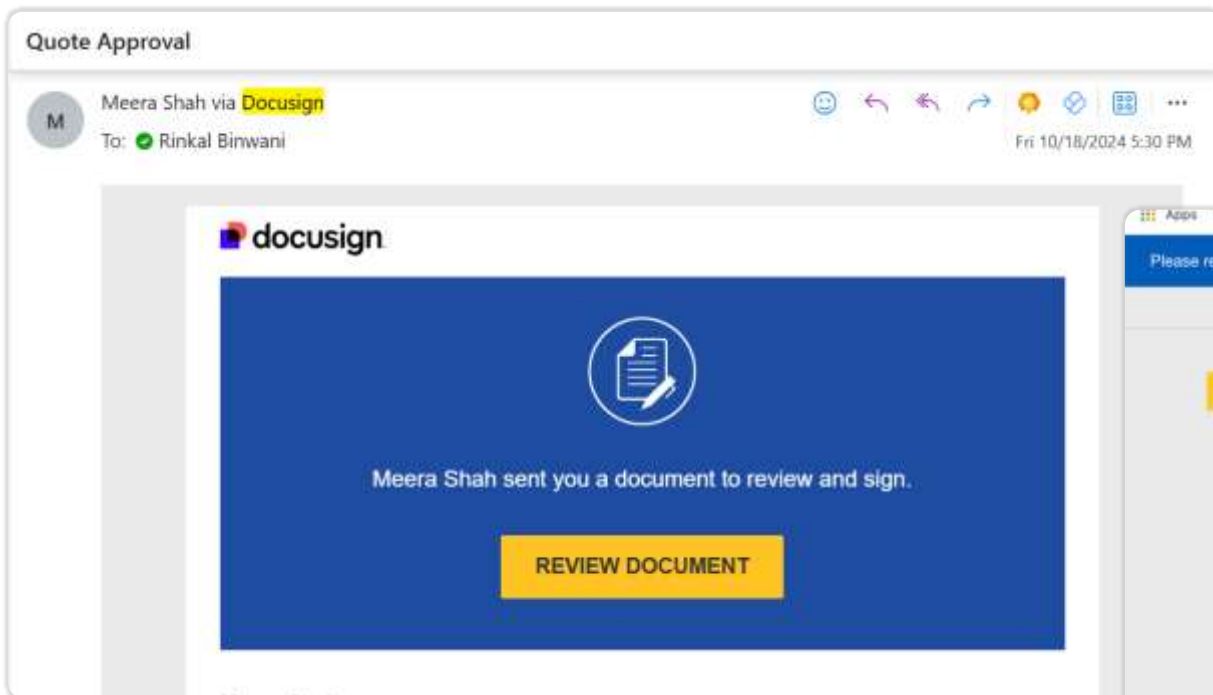 Quote Approval
M
Meera Shah via Docusign
To: Rinkal Binwani
Fri 10/18/2024 5:30 PM
docusign
Apps
Please
Meera Shah sent you a document to review and sign.
REVIEW DOCUMENT